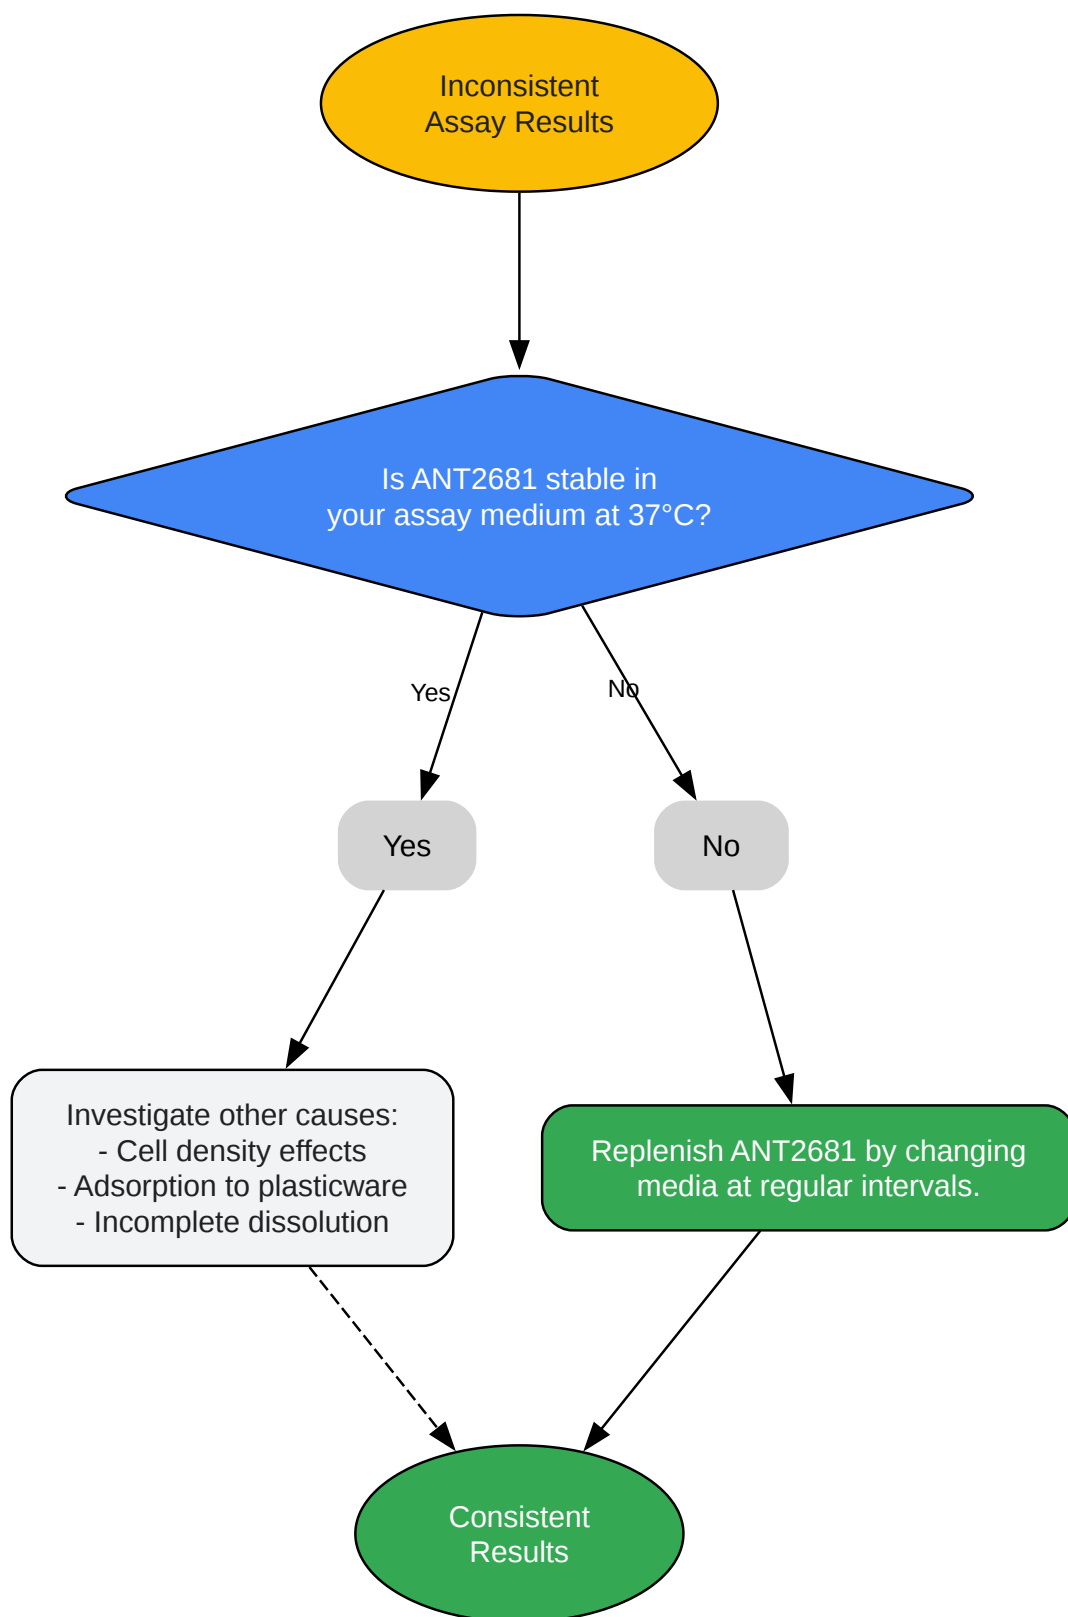 Inconsistent
Assay Results
Is ANT2681 stable in
your assay medium at 37°C?
Yes
No
Yes
No
Investigate other causes:
- Cell density effects
- Adsorption to plasticware
- Incomplete dissolution
Replenish ANT2681 by changing
media at regular intervals.
Consistent
Results